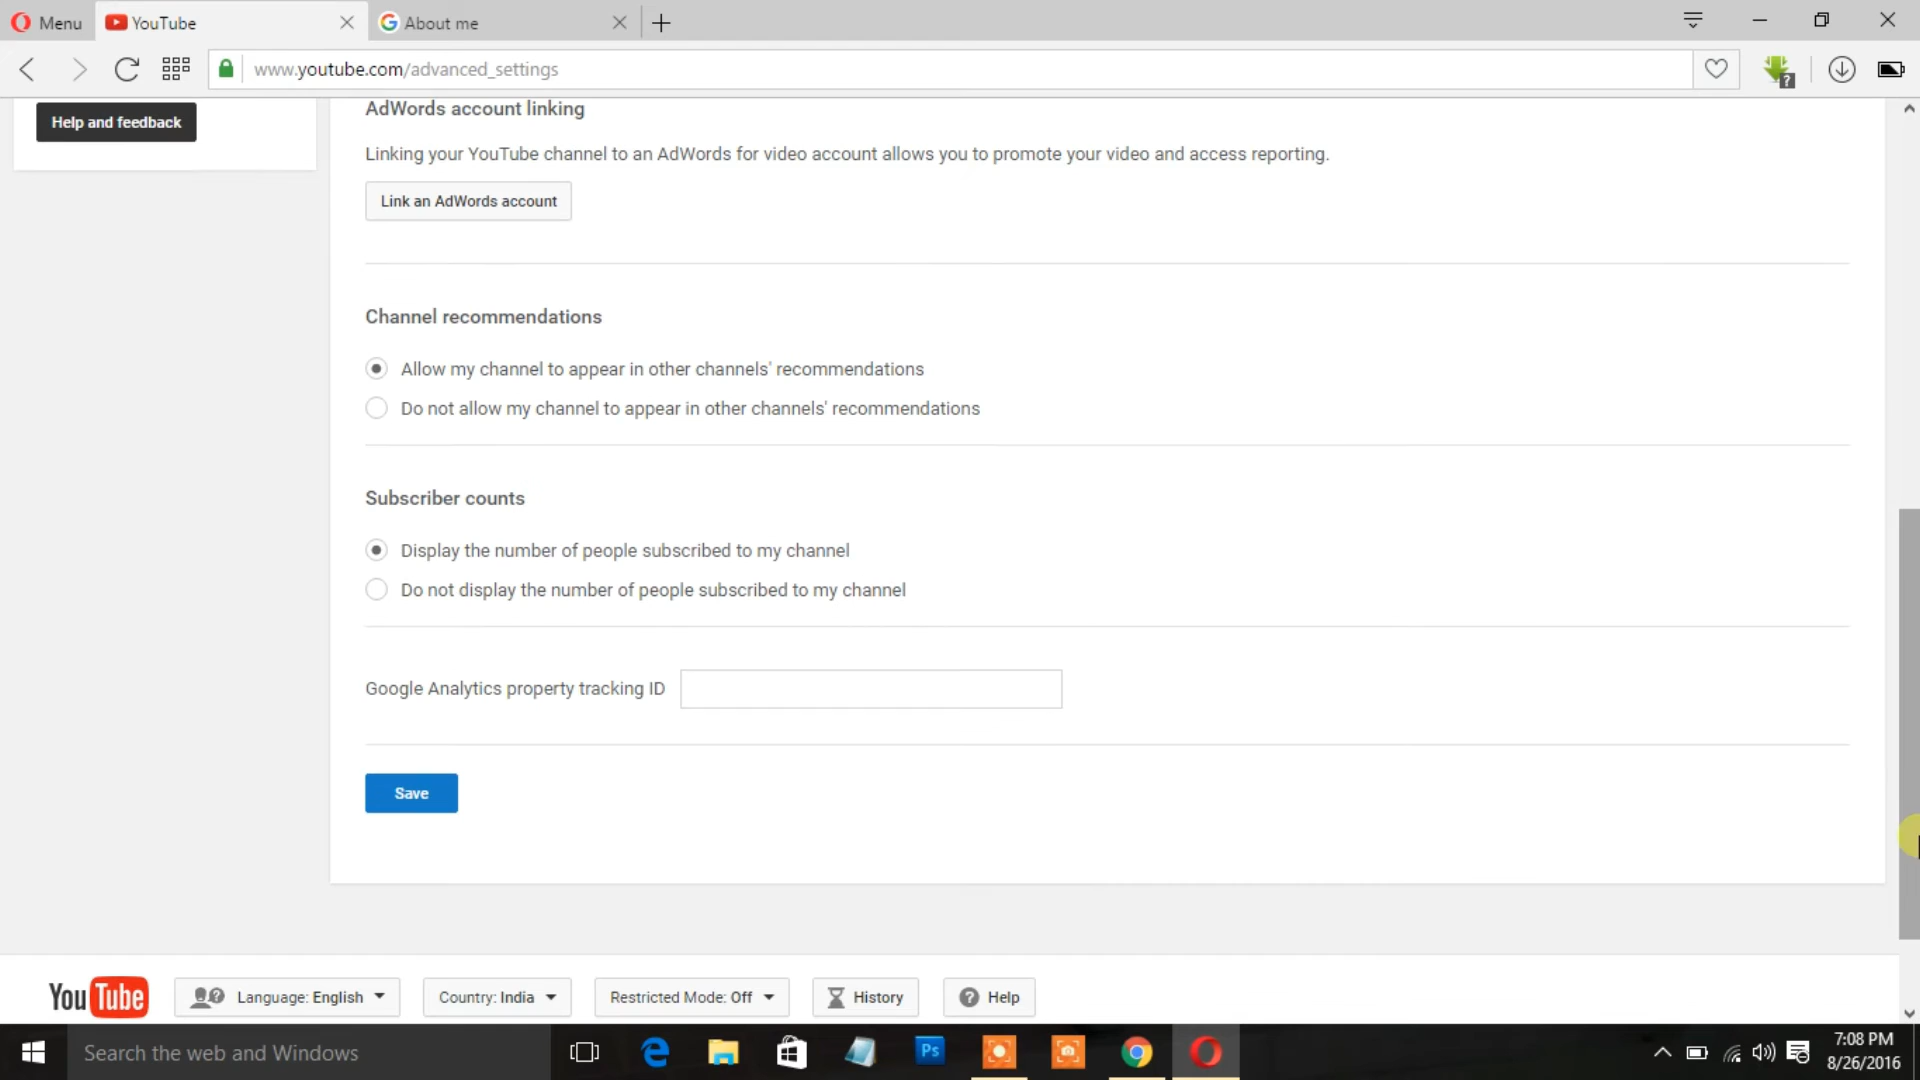 Menu
YouTube
About me
www.youtube.com/advanced_settings
Help and feedback
AdWords account linking
Linking your YouTube channel to an AdWords for video account allows you to promote your video and access reporting.
Link an AdWords account
Channel recommendations
Allow my channel to appear in other channels' recommendations
Do not allow my channel to appear in other channels' recommendations
Subscriber counts
Display the number of people subscribed to my channel
Do not display the number of people subscribed to my channel
Google Analytics property tracking ID
Save
YouTube
Language: English
Country: India
Restricted Mode: Off
History
Help
Search the web and Windows
Ps
7:08 PM
8/26/2016